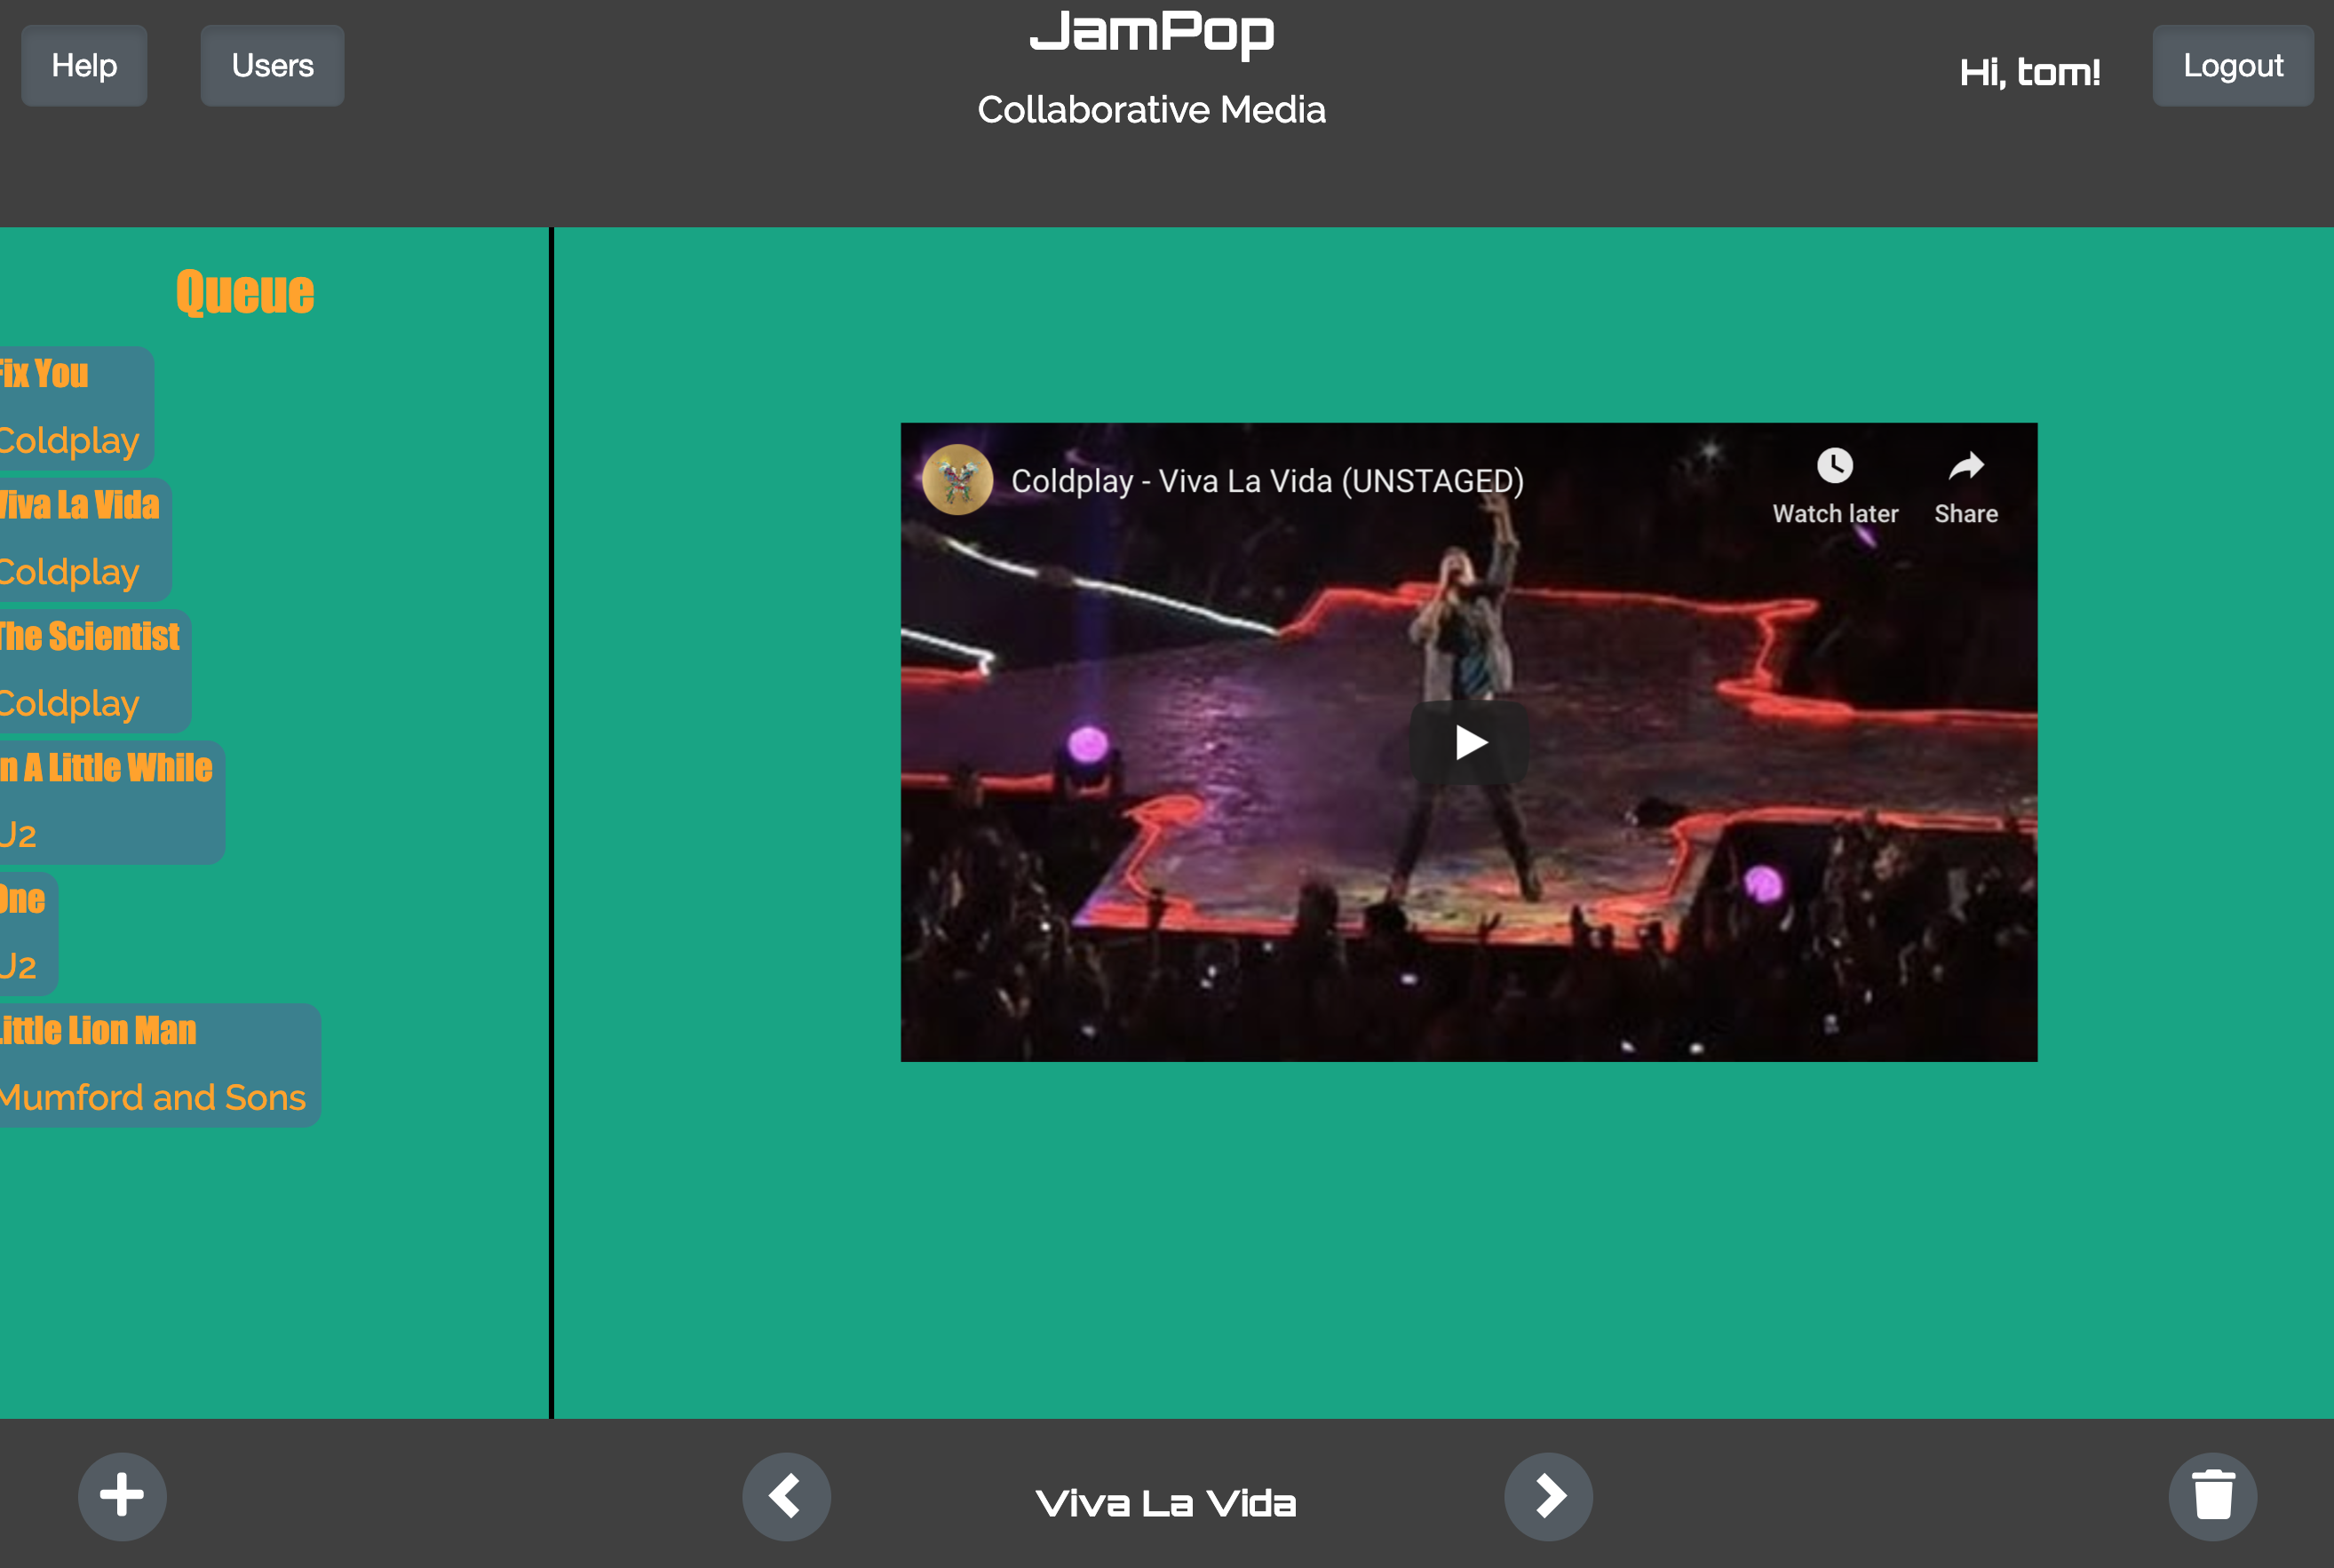 Help
Users
JamPop
Collaborative Media
Hi, tom!
Logout
Queue
Fix You
Coldplay
Viva La Vida
Coldplay
The Scientist
Coldplay
In A Little While
U2
One
U2
Little Lion Man
Mumford and Sons
Coldplay - Viva La Vida (UNSTAGED)
Watch later
Share
Viva La Vida